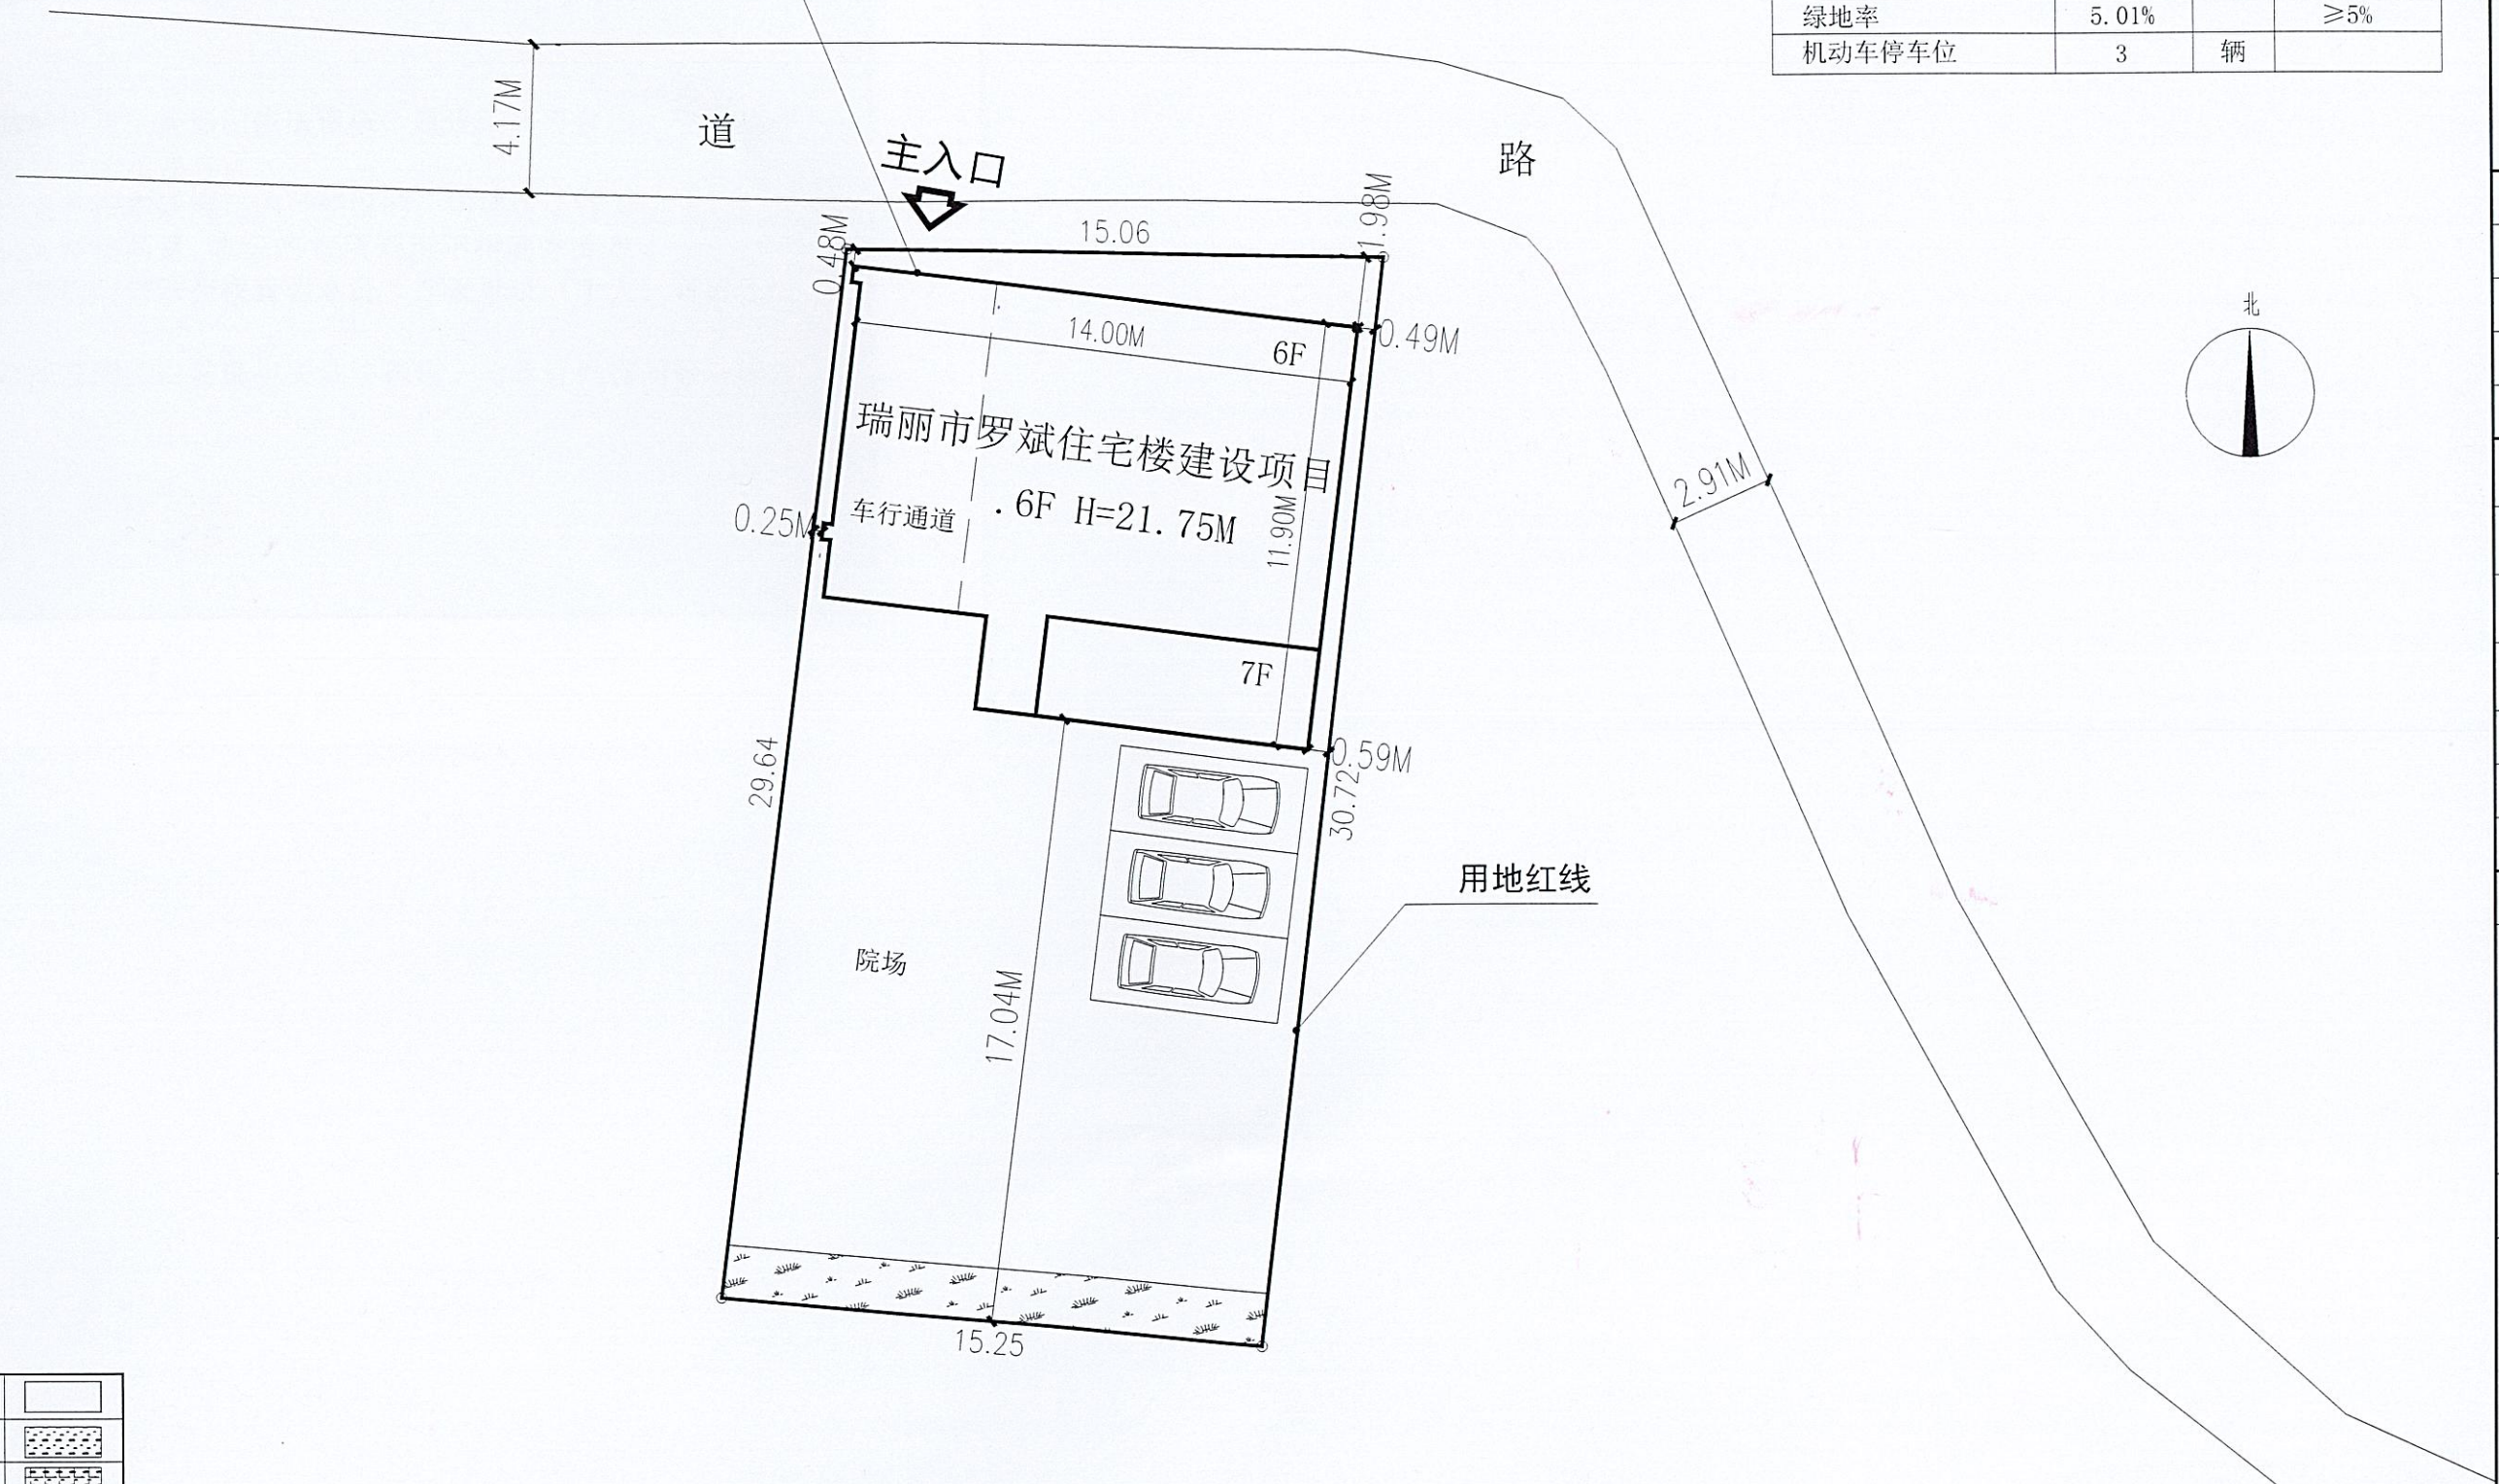 绿地率 5.01% ≥5%
机动车停车位 3 辆
4.17M
道
路
主入口
15.06
1.98M
0.48M
北
0.49M
14.00M
6F
瑞丽市罗斌住宅楼建设项目
2.91M
0.25M
车行通道
.6F H=21.75M
11.90M
7F
0.59M
29.64
30.72
用地红线
院场
17.04M
15.25